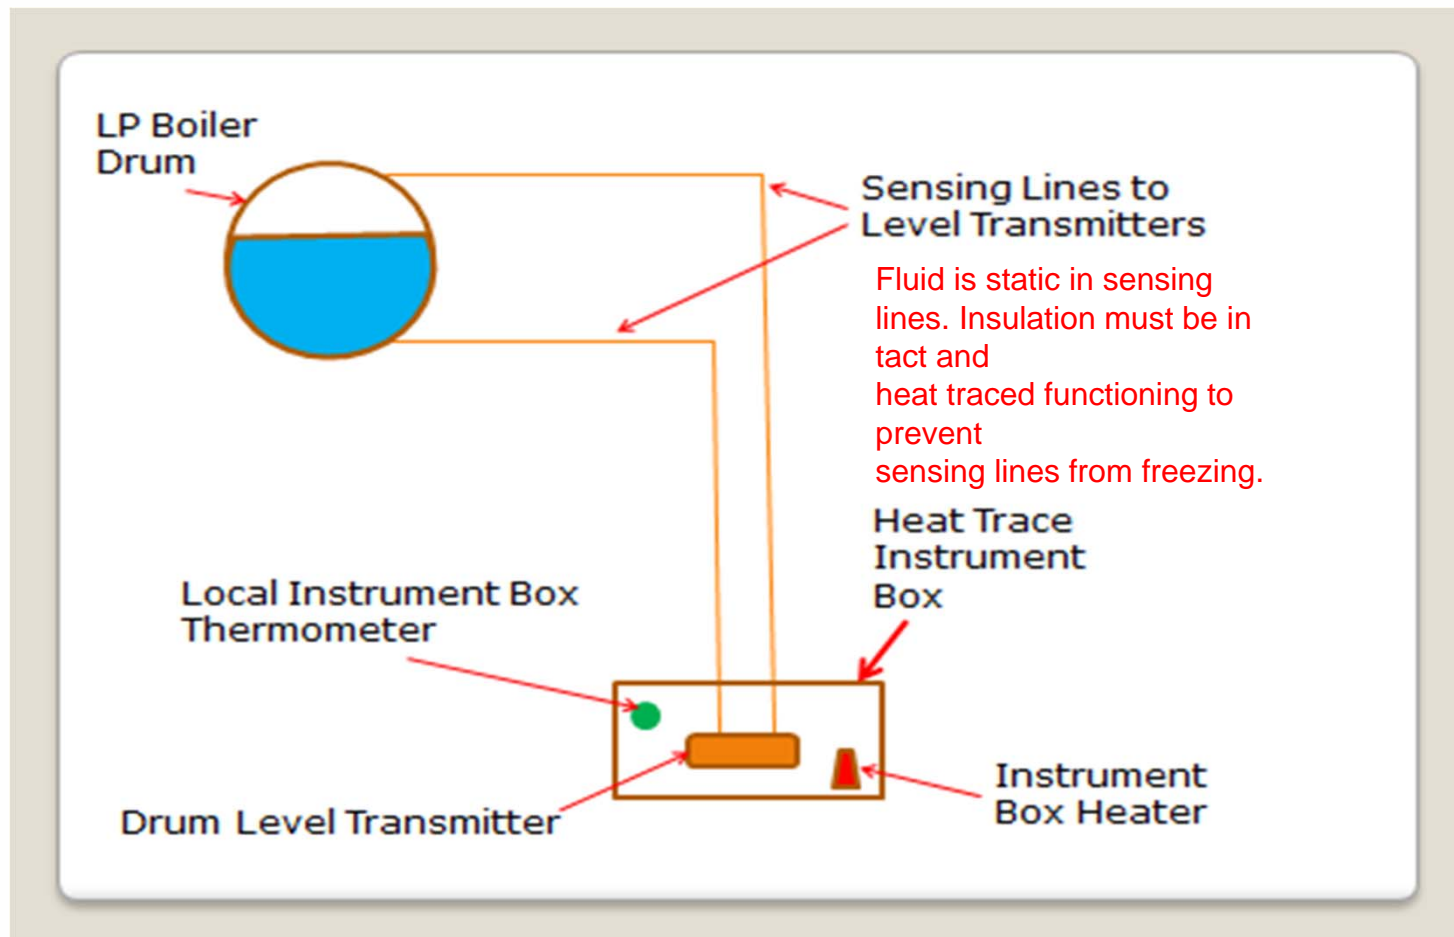 LP Boiler
Drum
Sensing Lines to
Level Transmitters
Fluid is static in sensing
lines. Insulation must be in
tact and
heat traced functioning to
prevent
sensing lines from freezing.
Heat Trace
Instrument
Box
Local Instrument Box
Thermometer
Instrument
Box Heater
Drum Level Transmitter